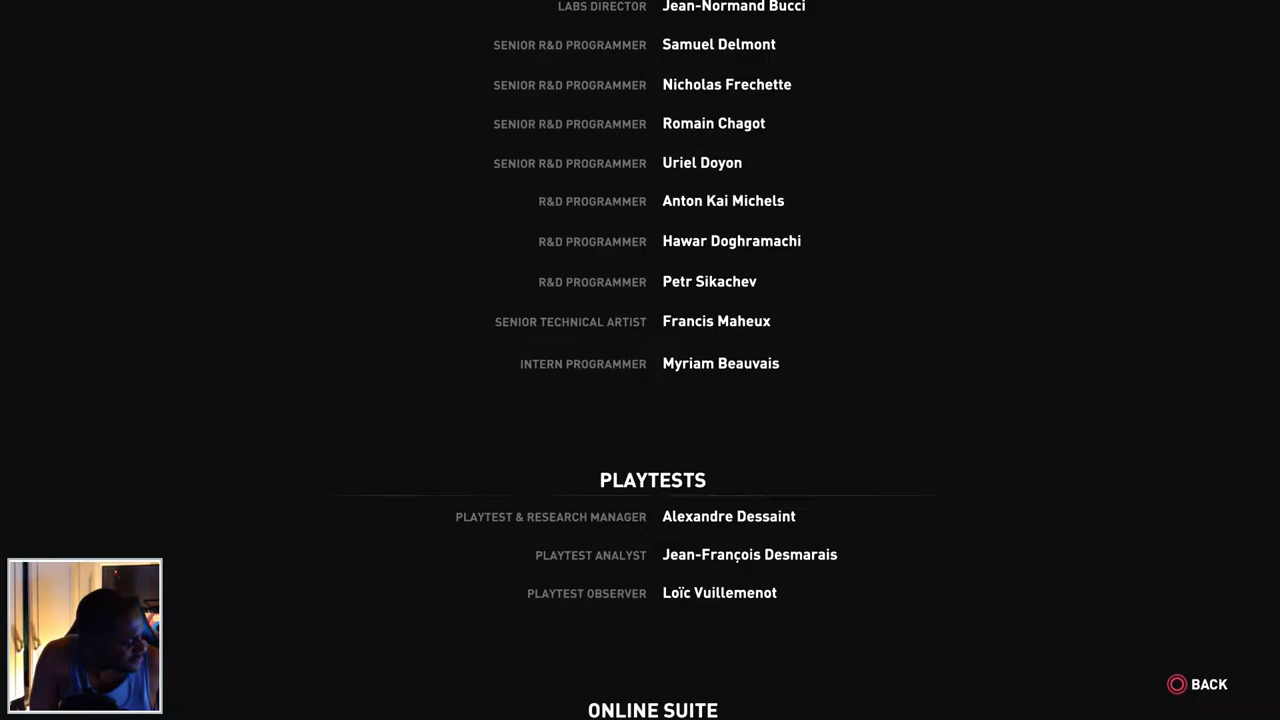 LABS DIRECTOR Jean-Normand Bucci
SENIOR R&D PROGRAMMER Samuel Delmont
SENIOR R&D PROGRAMMER Nicholas Frechette
SENIOR R&D PROGRAMMER Romain Chagot
SENIOR R&D PROGRAMMER Uriel Doyon
R&D PROGRAMMER Anton Kai Michels
R&D PROGRAMMER Hawar Doghramachi
R&D PROGRAMMER Petr Sikachev
SENIOR TECHNICAL ARTIST Francis Maheux
INTERN PROGRAMMER Myriam Beauvais
PLAYTESTS
PLAYTEST & RESEARCH MANAGER Alexandre Dessaint
PLAYTEST ANALYST Jean-François Desmarais
PLAYTEST OBSERVER Loïc Vuillemenot
BACK
ONLINE SUITE